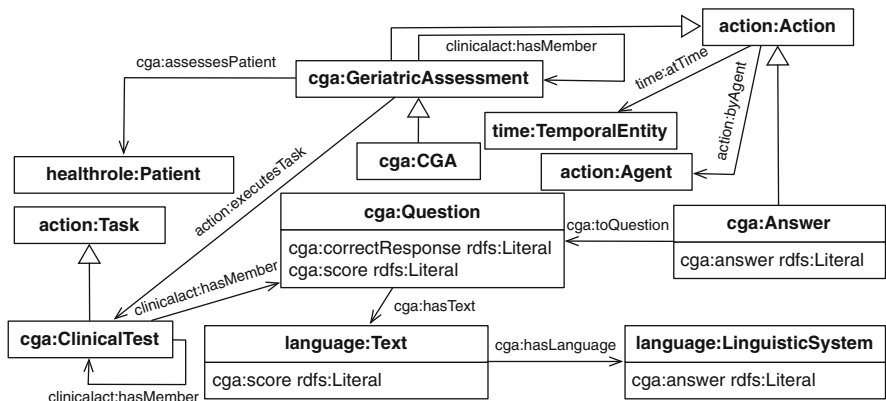 action:Action
clinicalact:hasMember
cga:assessesPatient
cga:GeriatricAssessment
time:atTime
action:byAgent
time:TemporalEntity
cga:CGA
healthrole:Patient
action:Agent
action:executesTask
action:Task
cga:Question
cga:correctResponse rdfs:Literal
cga:score rdfs:Literal
cga:toQuestion
cga:Answer
cga:answer rdfs:Literal
clinicalact:hasMember
cga:hasText
cga:ClinicalTest
clinicalact:hasMember
language:Text
cga:score rdfs:Literal
cga:hasLanguage
language:LinguisticSystem
cga:answer rdfs:Literal